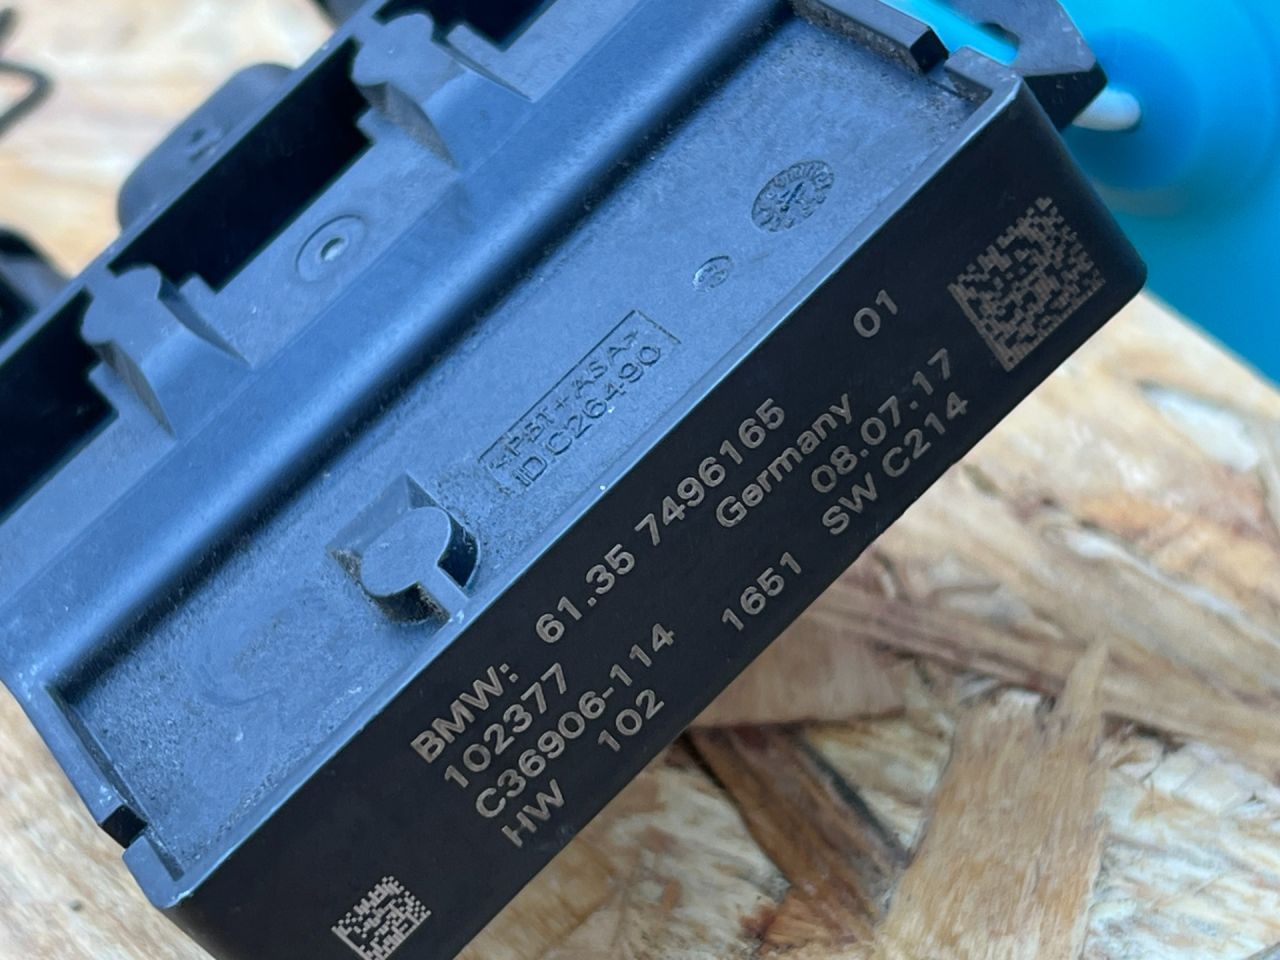 >PBT+ASA<
ID C26490
BMW: 61.35 7496165 01
102377 Germany
C36906-114 1651 08.07.17
HW 102 SW C214